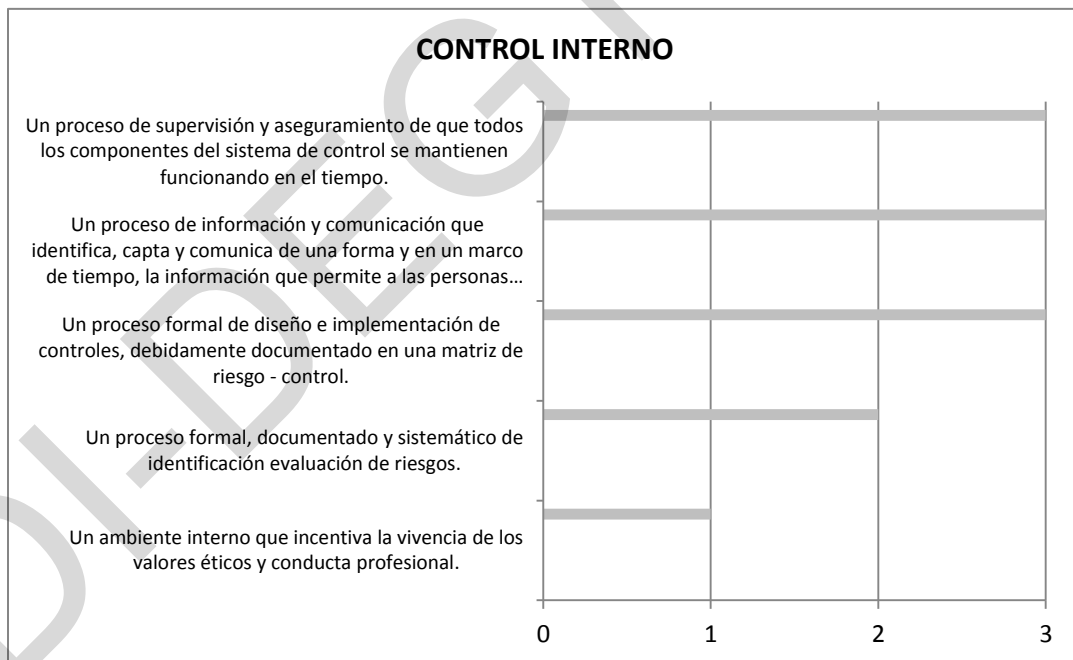 CONTROL INTERNO
Un proceso de supervisión y aseguramiento de que todos
los componentes del sistema de control se mantienen
funcionando en el tiempo.
Un proceso de información y comunicación que
identifica, capta y comunica de una forma y en un marco
de tiempo, la información que permite a las personas…
Un proceso formal de diseño e implementación de
controles, debidamente documentado en una matriz de
riesgo - control.
Un proceso formal, documentado y sistemático de
identificación evaluación de riesgos.
Un ambiente interno que incentiva la vivencia de los
valores éticos y conducta profesional.
0 1 2 3
DI-DEGT